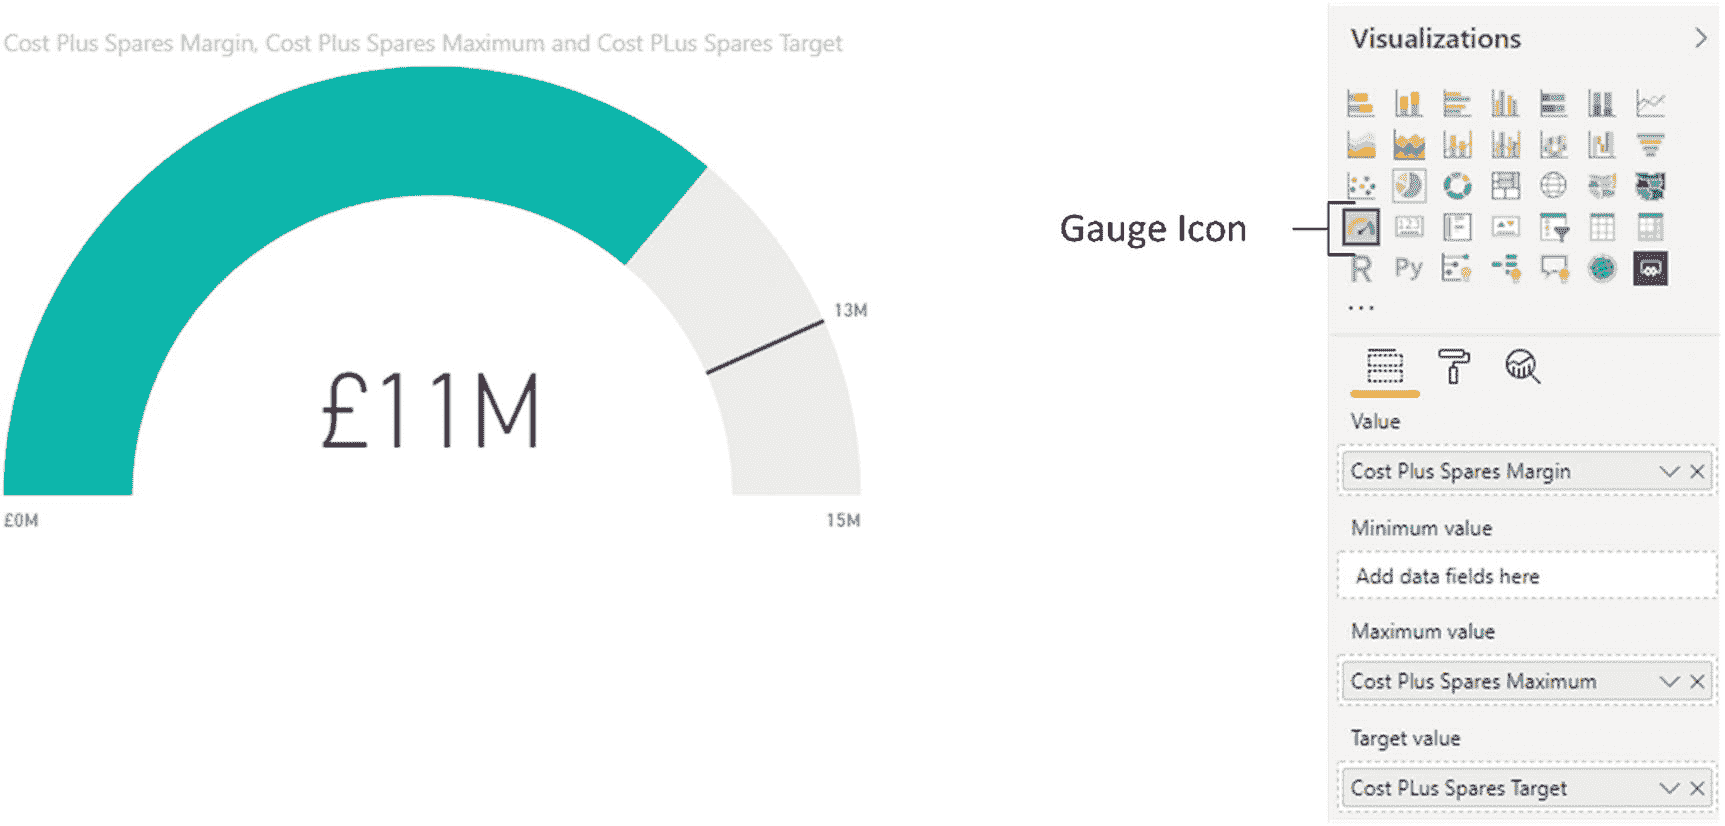 Cost Plus Spares Margin, Cost Plus Spares Maximum and Cost PLus Spares Target
13M
£11M
£0M
15M
Gauge Icon
Visualizations
123
R
Py
...
Value
Cost Plus Spares Margin
Minimum value
Add data fields here
Maximum value
Cost Plus Spares Maximum
Target value
Cost PLus Spares Target